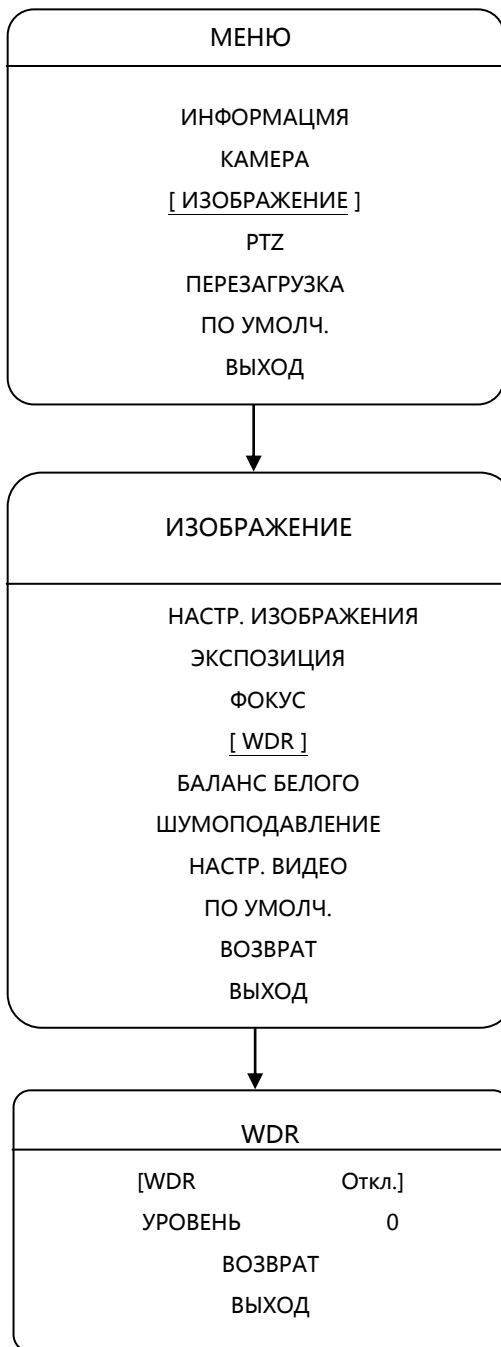 МЕНЮ
ИНФОРМАЦМЯ
КАМЕРА
[ ИЗОБРАЖЕНИЕ ]
PTZ
ПЕРЕЗАГРУЗКА
ПО УМОЛЧ.
ВЫХОД
ИЗОБРАЖЕНИЕ
НАСТР. ИЗОБРАЖЕНИЯ
ЭКСПОЗИЦИЯ
ФОКУС
[ WDR ]
БАЛАНС БЕЛОГО
ШУМОПОДАВЛЕНИЕ
НАСТР. ВИДЕО
ПО УМОЛЧ.
ВОЗВРАТ
ВЫХОД
WDR
[WDR Откл.]
УРОВЕНЬ 0
ВОЗВРАТ
ВЫХОД